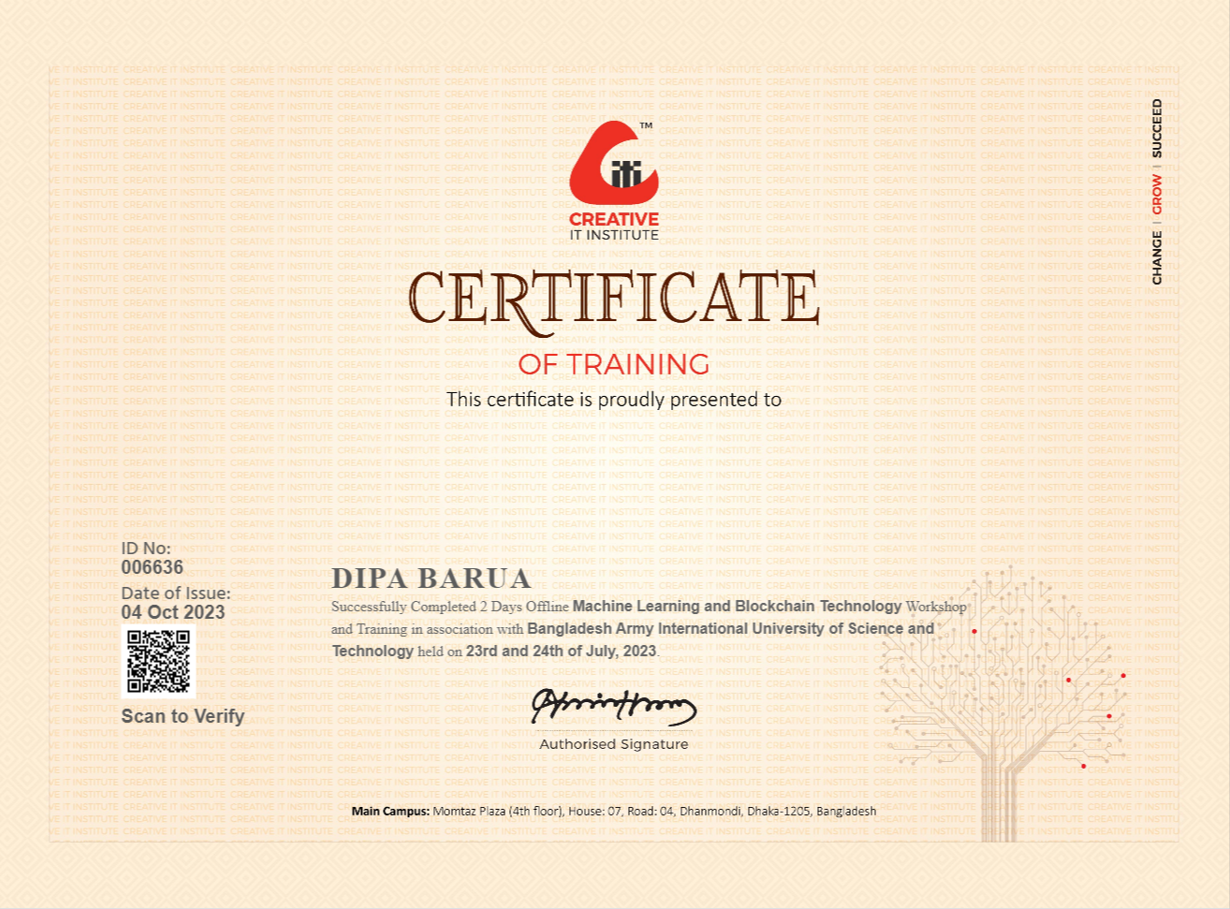 CHANGE | GROW | SUCCEED
TM
CREATIVE
IT INSTITUTE
CERTIFICATE
OF TRAINING
This certificate is proudly presented to
ID No:
006636
Date of Issue:
04 Oct 2023
Scan to Verify
DIPA BARUA
Successfully Completed 2 Days Offline Machine Learning and Blockchain Technology Workshop
and Training in association with Bangladesh Army International University of Science and
Technology held on 23rd and 24th of July, 2023.
Authorised Signature
Main Campus: Momtaz Plaza (4th floor), House: 07, Road: 04, Dhanmondi, Dhaka-1205, Bangladesh